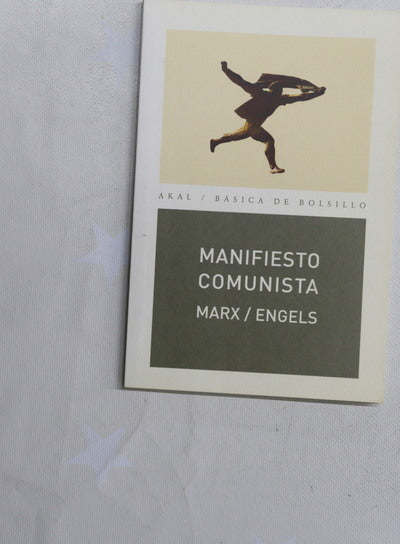 AKAL / BÁSICA DE BOLSILLO
MANIFIESTO
COMUNISTA
MARX / ENGELS